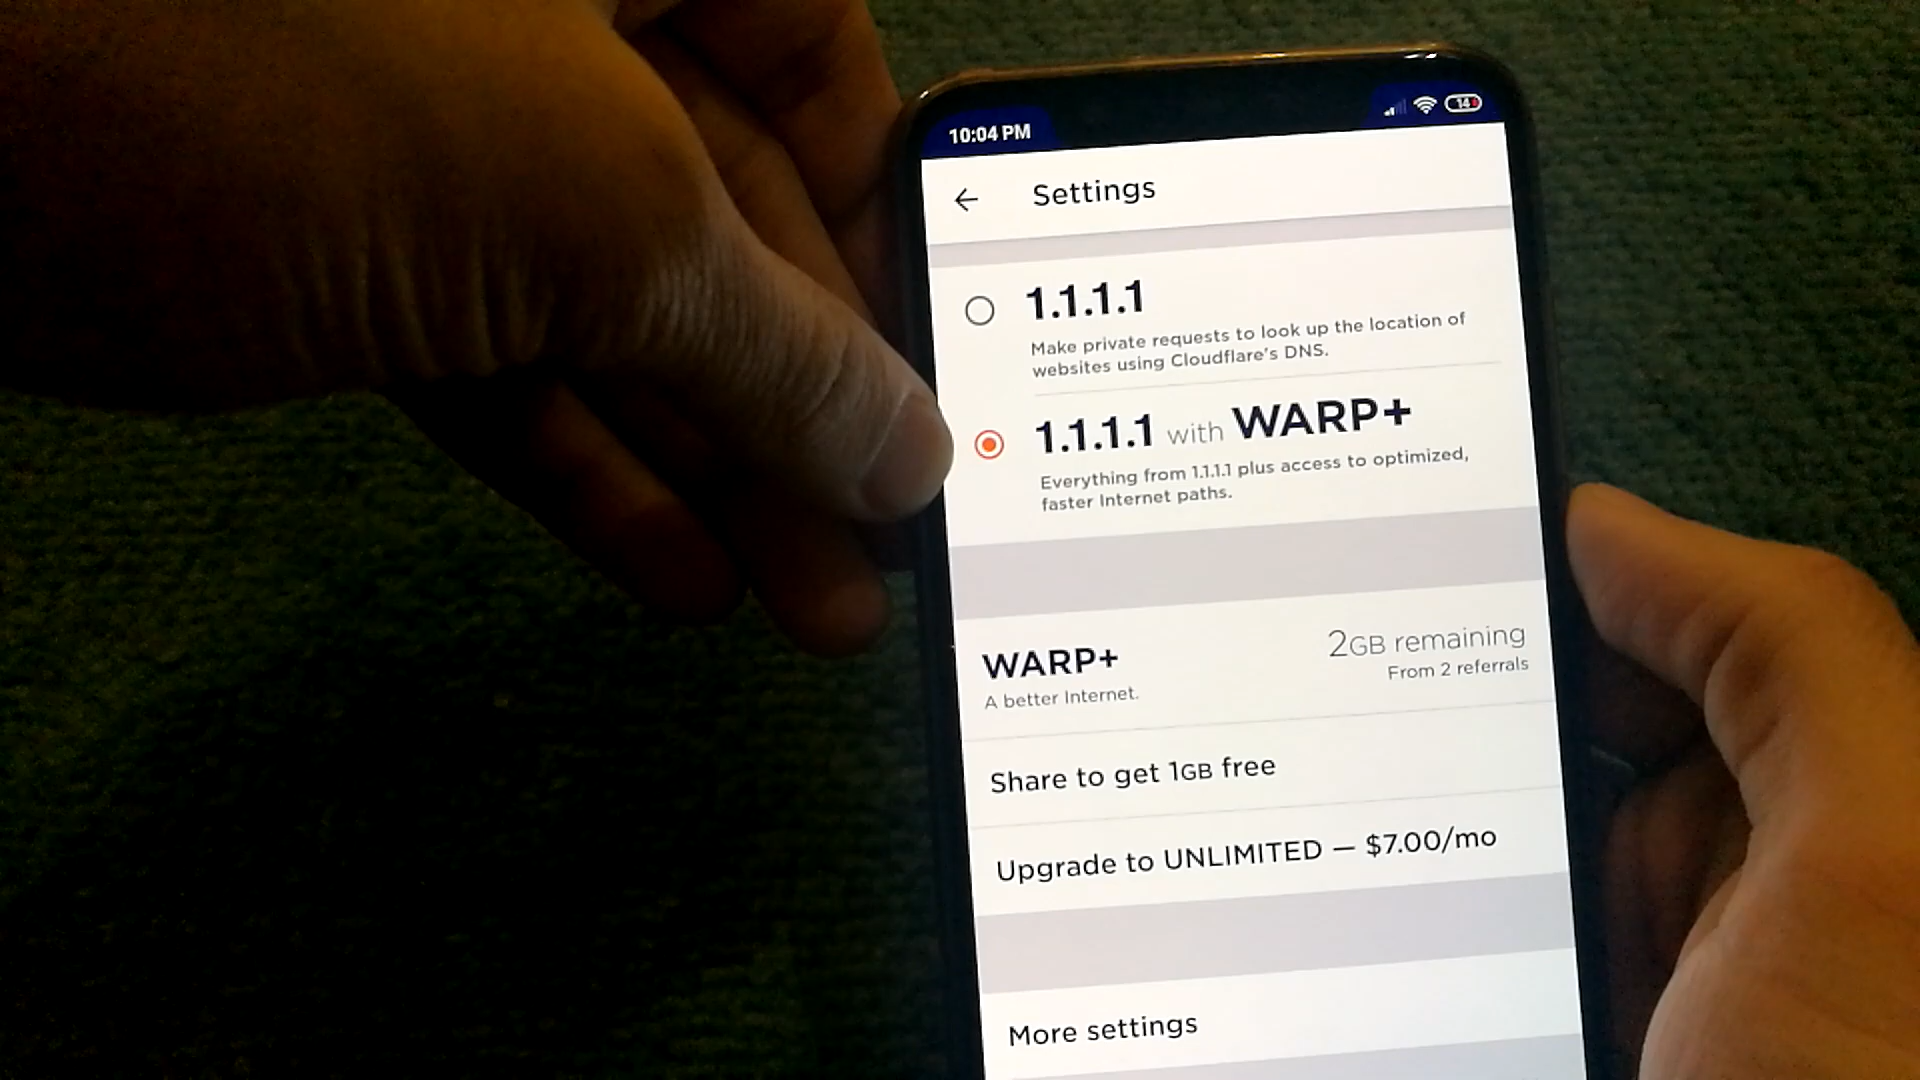 10:04 PM
14
Settings
1.1.1.1
Make private requests to look up the location of
websites using Cloudflare's DNS.
1.1.1.1 with WARP+
Everything from 1.1.1.1 plus access to optimized,
faster Internet paths.
WARP+
2GB remaining
A better Internet.
From 2 referrals
Share to get 1GB free
Upgrade to UNLIMITED — $7.00/mo
More settings